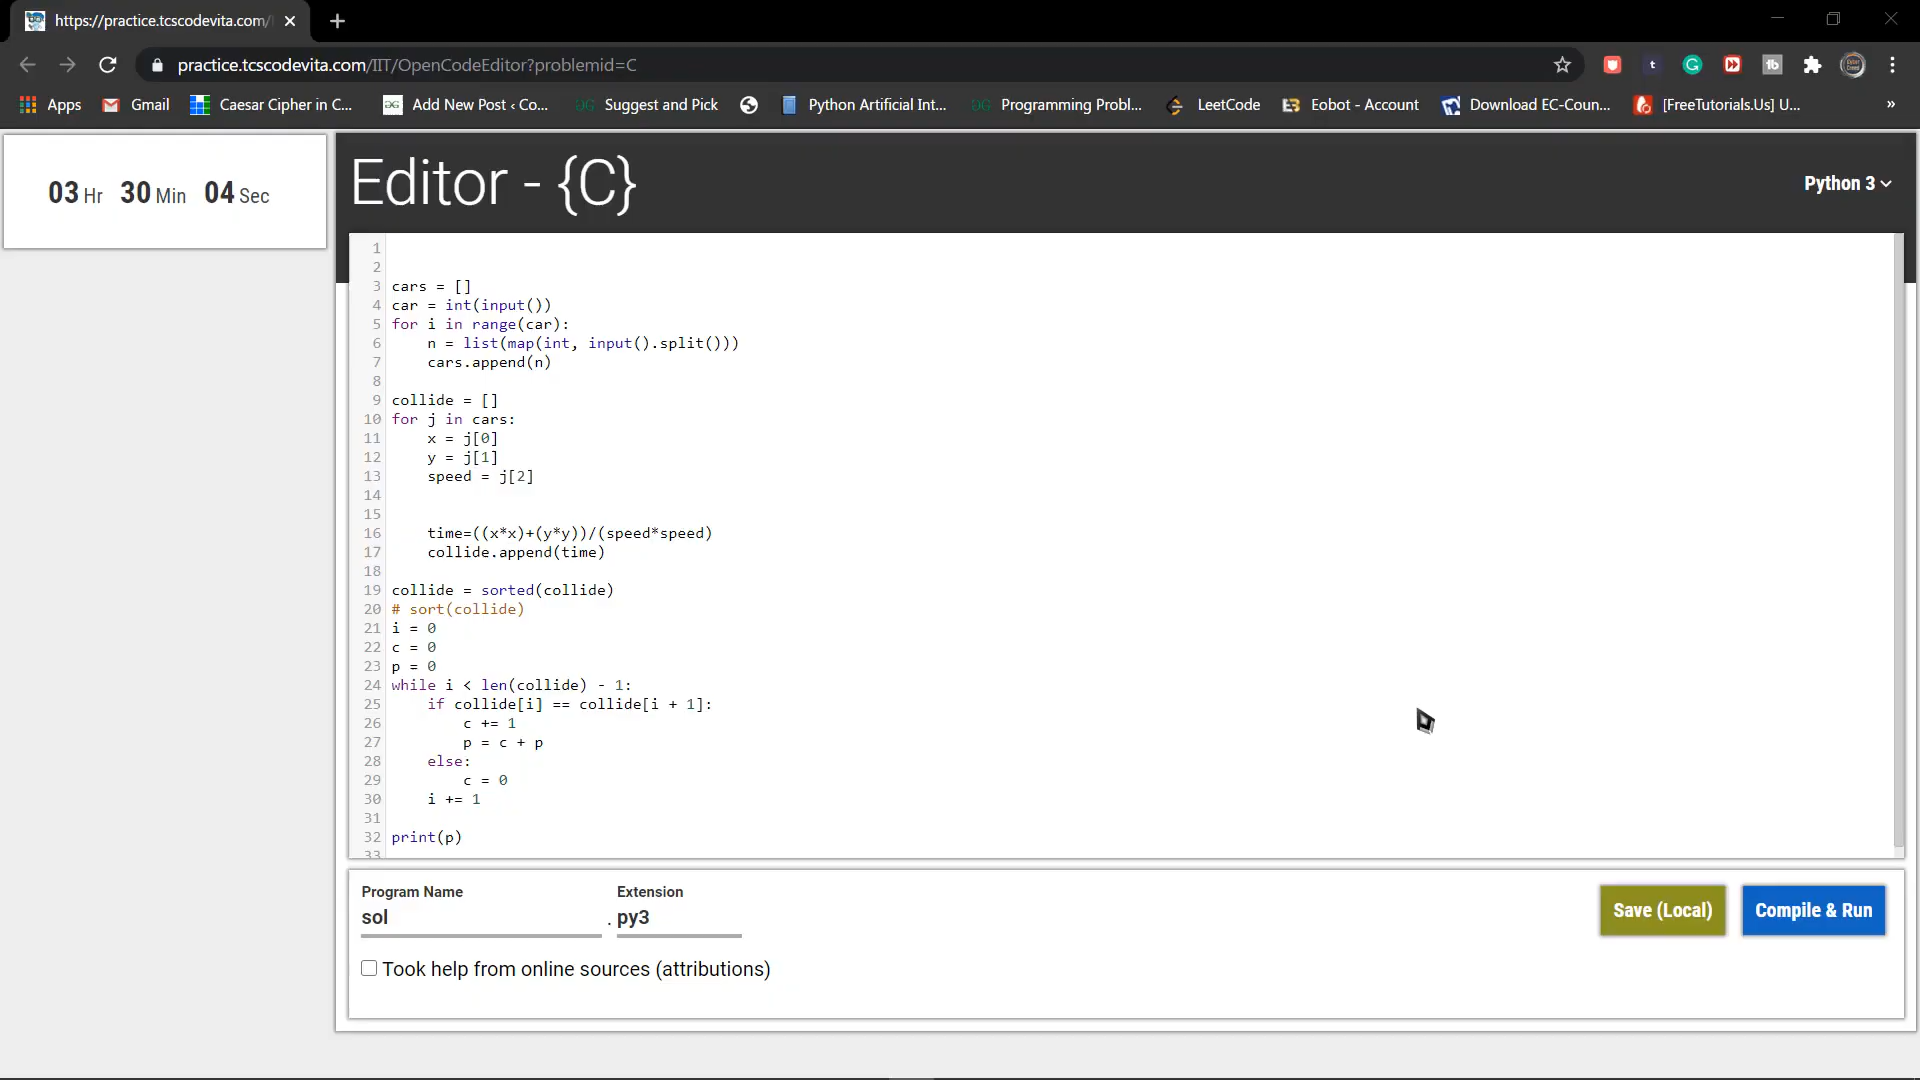 https://practice.tcscodevita.com/
practice.tcscodevita.com/IIT/OpenCodeEditor?problemid=C
Apps Gmail Caesar Cipher in C... Add New Post ‹ Co... Suggest and Pick Python Artificial Int... Programming Probl... LeetCode Eobot - Account Download EC-Coun... [FreeTutorials.Us] U... »
03 Hr 30 Min 04 Sec
Editor - {C}
Python 3
1
2
3 cars = []
4 car = int(input())
5 for i in range(car):
6     n = list(map(int, input().split()))
7     cars.append(n)
8
9 collide = []
10 for j in cars:
11     x = j[0]
12     y = j[1]
13     speed = j[2]
14
15
16     time=((x*x)+(y*y))/(speed*speed)
17     collide.append(time)
18
19 collide = sorted(collide)
20 # sort(collide)
21 i = 0
22 c = 0
23 p = 0
24 while i < len(collide) - 1:
25     if collide[i] == collide[i + 1]:
26         c += 1
27         p = c + p
28     else:
29         c = 0
30     i += 1
31
32 print(p)
33
Program Name Extension
sol . py3
Save (Local) Compile & Run
Took help from online sources (attributions)